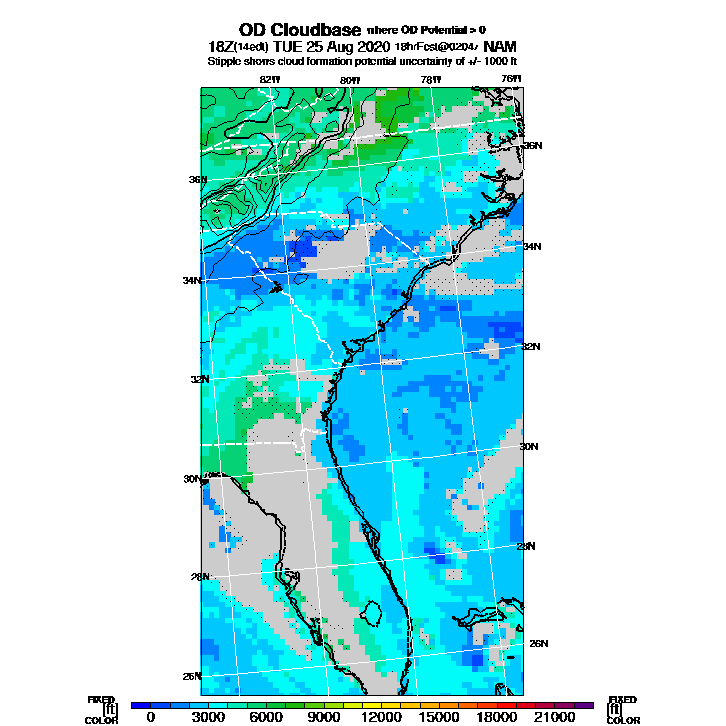 OD Cloudbase where OD Potential > 0
18Z(14edt) TUE 25 Aug 2020 18hrFcst@0204z NAM
Stipple shows cloud formation potential uncertainty of +/- 1000 ft
82W 80W 78W 76W
36N
36N
34N
34N
32N
32N
30N
30N
28N
28N
26N
26N
FIXED FIXED
[ft] [ft]
COLOR 0 3000 6000 9000 12000 15000 18000 21000 COLOR